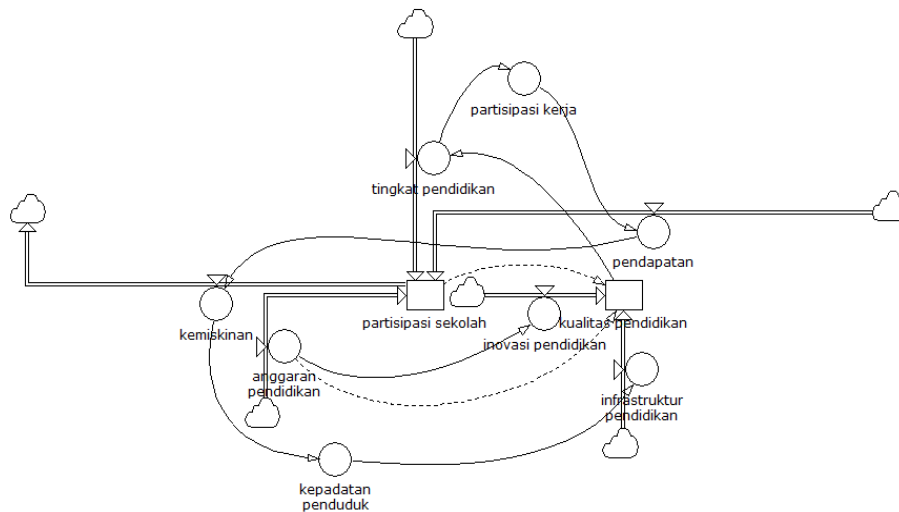 partisipasi kerja
tingkat pendidikan
pendapatan
partisipasi sekolah
kualitas pendidikan
kemiskinan
inovasi pendidikan
anggaran
pendidikan
infrastruktur
pendidikan
kepadatan
penduduk